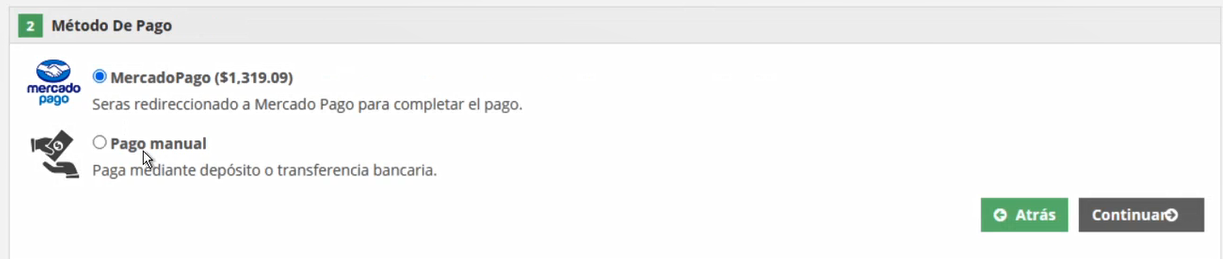 2 Método De Pago
mercado
pago
MercadoPago ($1,319.09)
Seras redireccionado a Mercado Pago para completar el pago.
Pago manual
Paga mediante depósito o transferencia bancaria.
Atrás
Continuar